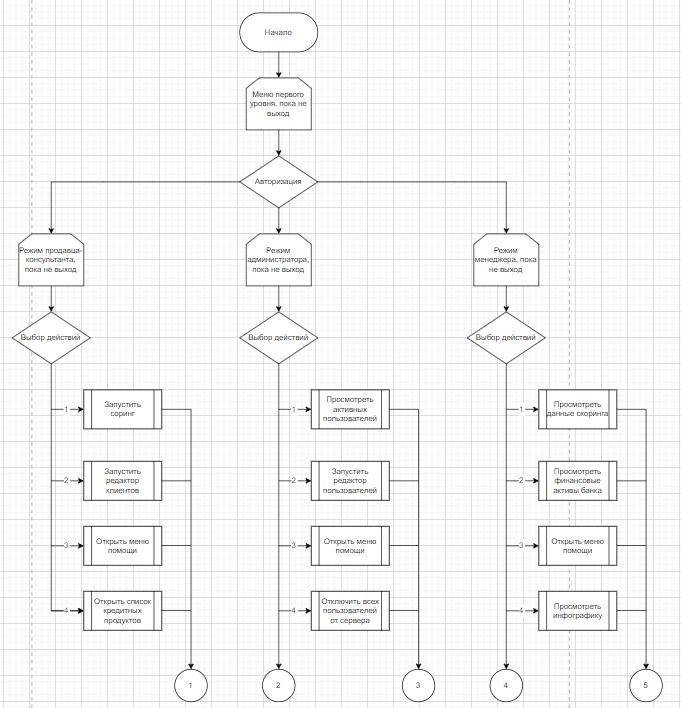 Начало
Меню первого
уровня, пока не
выход
Авторизация
Режим продавца-
консультанта,
пока не выход
Режим
администратора,
пока не выход
Режим
менеджера, пока
не выход
Выбор действий
Выбор действий
Выбор действий
1
Запустить
соринг
1
Просмотреть
активных
пользователей
1
Просмотреть
данные скоринга
2
Запустить
редактор
клиентов
2
Запустить
редактор
пользователей
2
Просмотреть
финансовые
активы банка
3
Открыть меню
помощи
3
Открыть меню
помощи
3
Открыть меню
помощи
4
Открыть список
кредитных
продуктов
4
Отключить всех
пользователей
от сервера
4
Просмотреть
инфографику
1
2
3
4
5